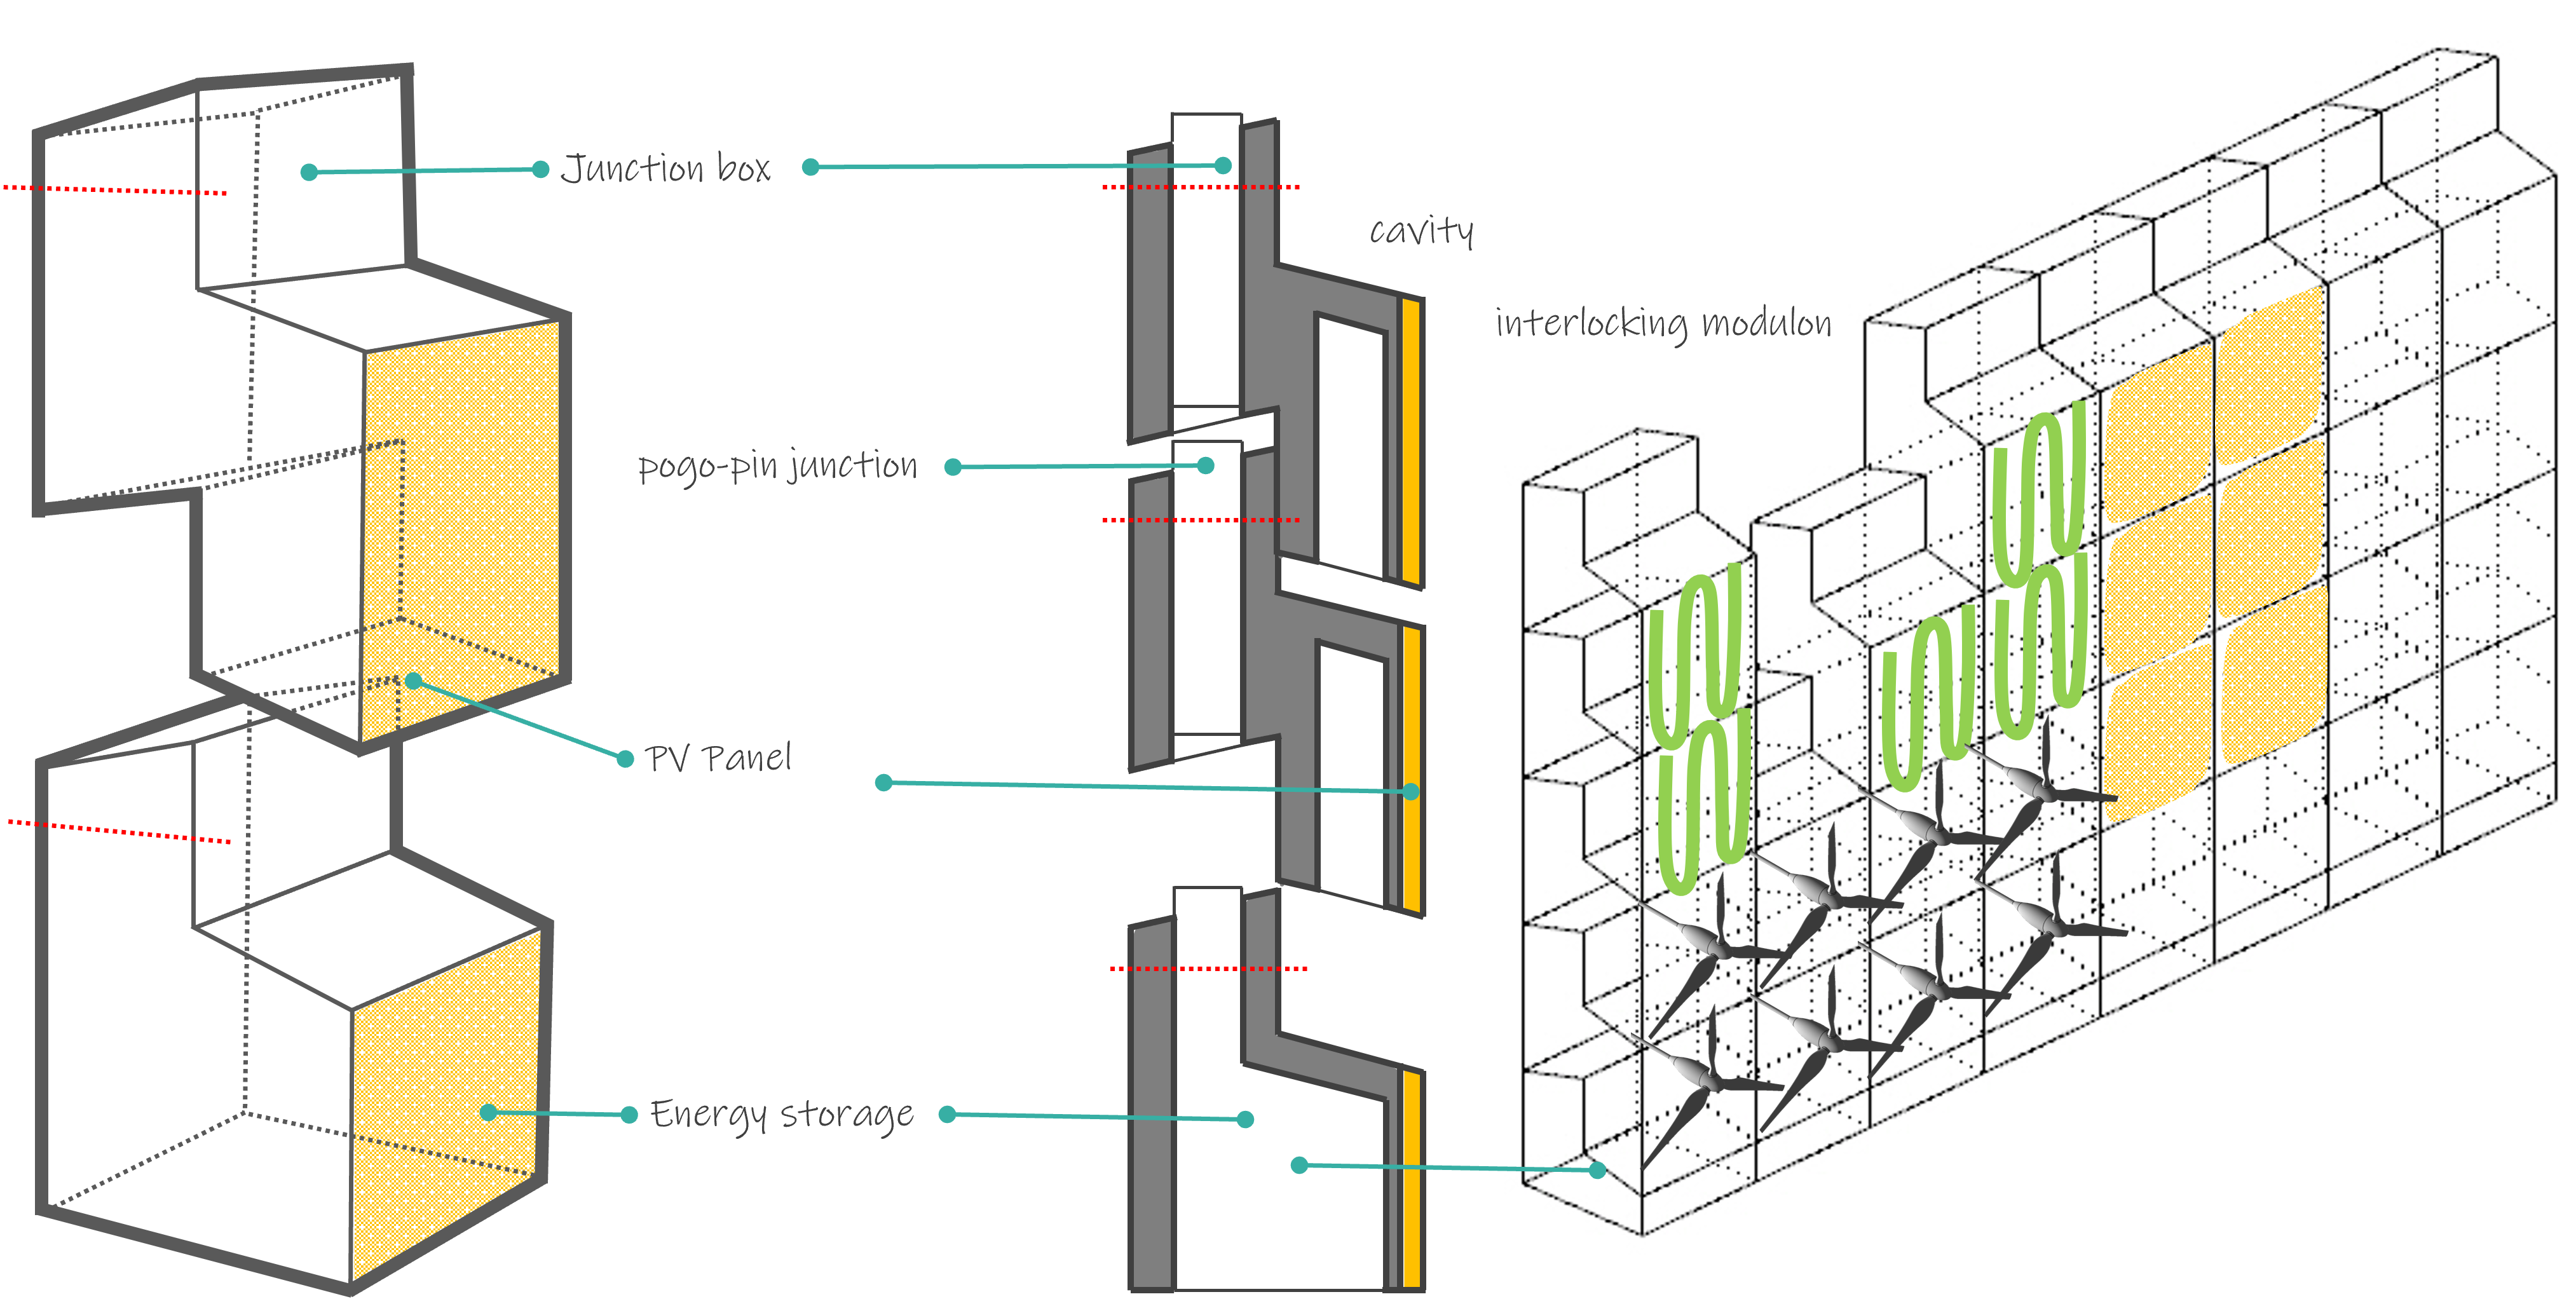 Junction box
cavity
interlocking modulon
pogo-pin junction
PV Panel
Energy storage